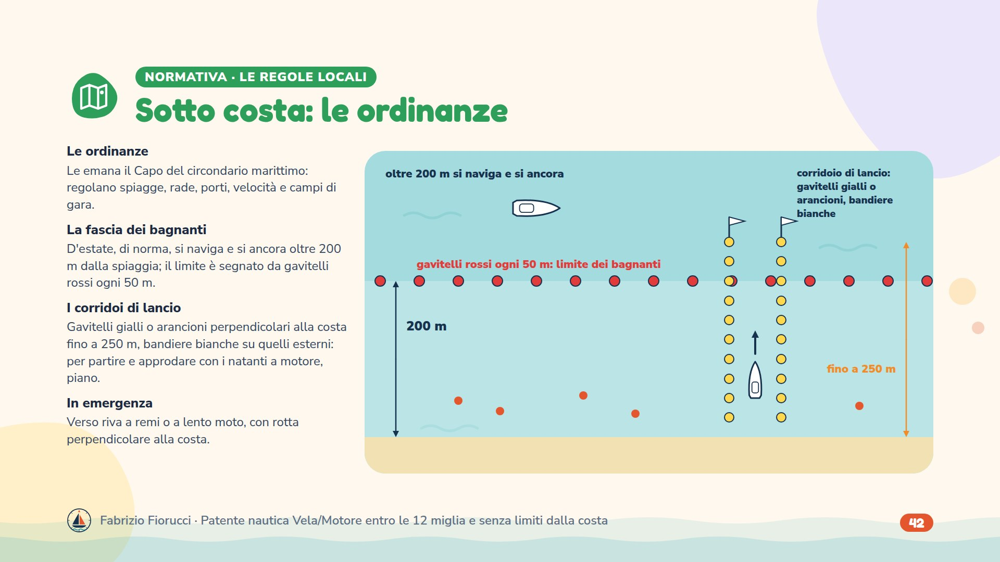 NORMATIVA · LE REGOLE LOCALI
Sotto costa: le ordinanze
Le ordinanze
Le emana il Capo del circondario marittimo:
regolano spiagge, rade, porti, velocità e campi di
gara.
La fascia dei bagnanti
D'estate, di norma, si naviga e si ancora oltre 200
m dalla spiaggia; il limite è segnato da gavitelli
rossi ogni 50 m.
I corridoi di lancio
Gavitelli gialli o arancioni perpendicolari alla costa
fino a 250 m, bandiere bianche su quelli esterni:
per partire e approdare con i natanti a motore,
piano.
In emergenza
Verso riva a remi o a lento moto, con rotta
perpendicolare alla costa.
oltre 200 m si naviga e si ancora
corridoio di lancio:
gavitelli gialli o
arancioni, bandiere
bianche
gavitelli rossi ogni 50 m: limite dei bagnanti
200 m
fino a 250 m
Fabrizio Fiorucci · Patente nautica Vela/Motore entro le 12 miglia e senza limiti dalla costa
42